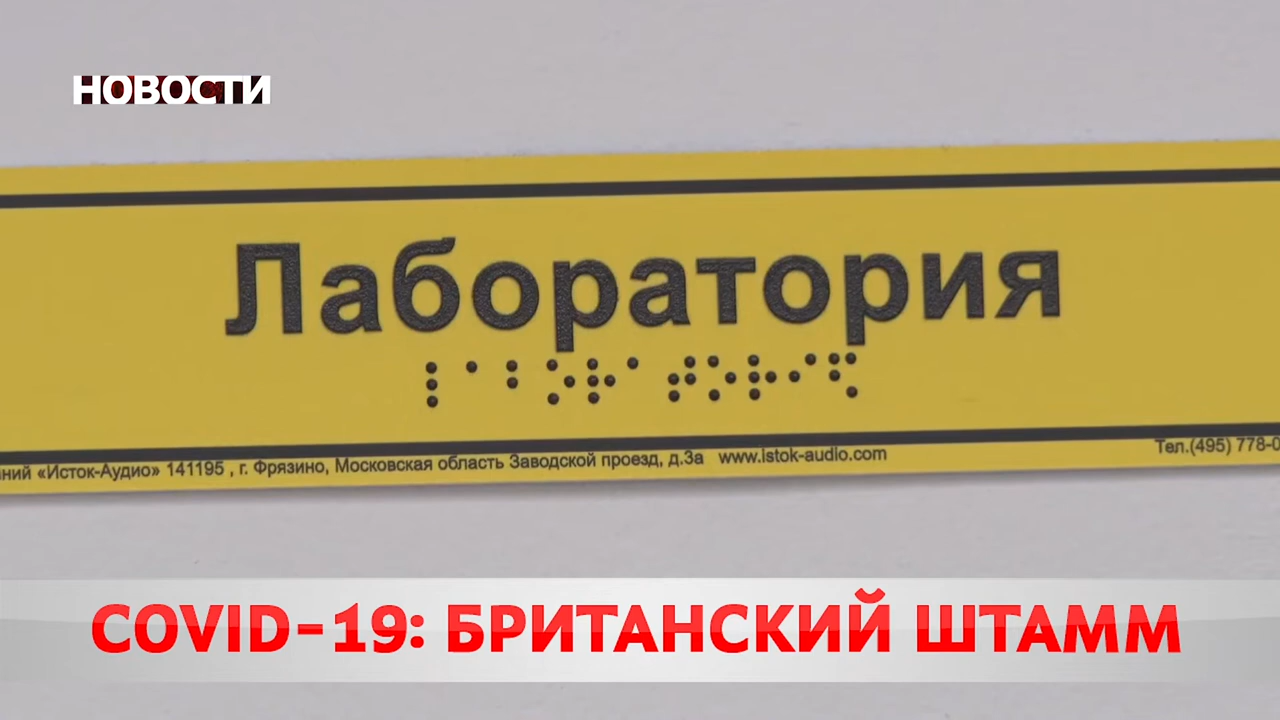 НОВОСТИ
Лаборатория
⠇⠁⠃⠕⠗⠁⠞⠕⠗⠊⠫
«Исток-Аудио» 141195 , г. Фрязино, Московская область Заводской проезд, д.3а www.istok-audio.com Тел.(495) 778-0
COVID-19: БРИТАНСКИЙ ШТАММ